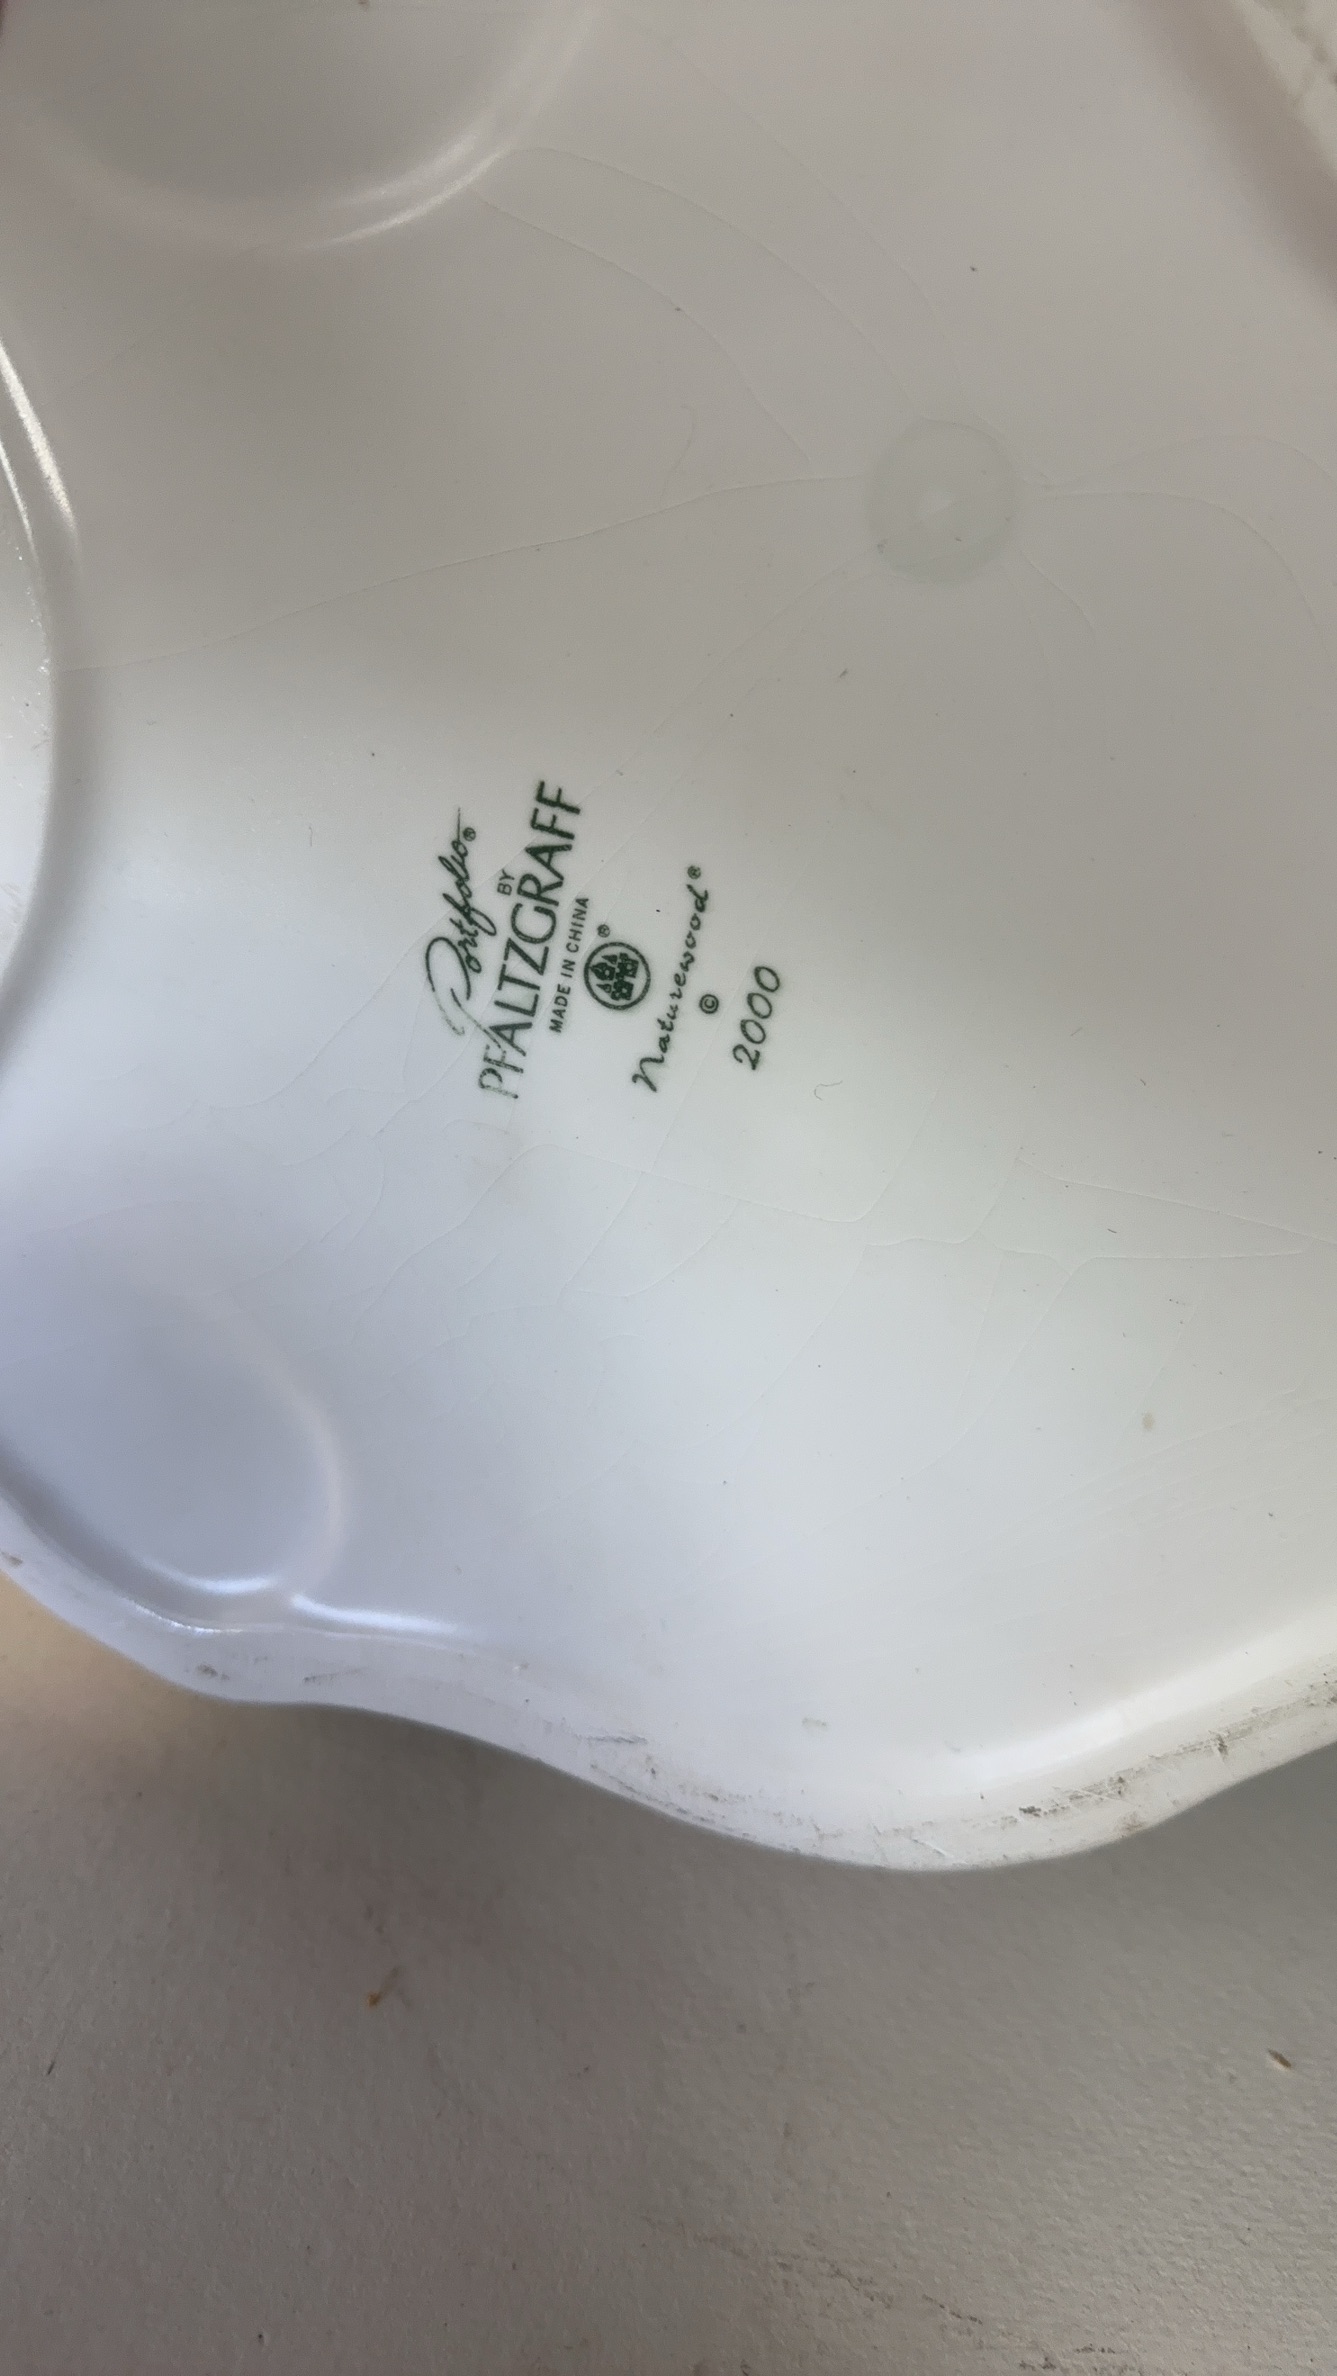 Portfolio®
BY
PFALTZGRAFF
MADE IN CHINA
®
Naturewood®
©
2000